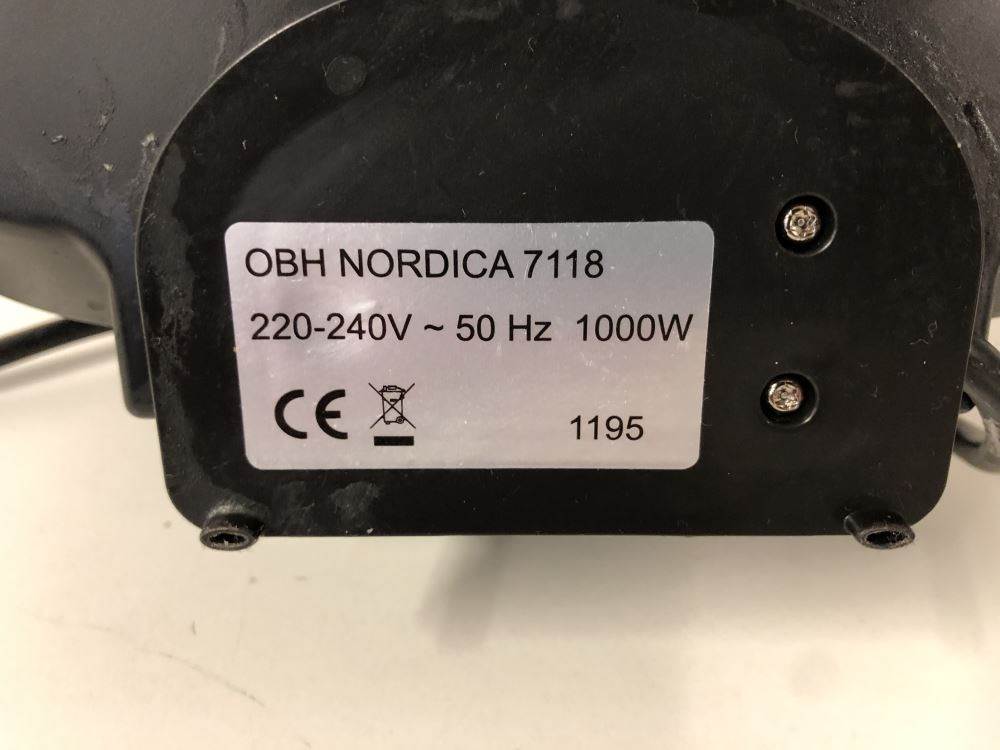 OBH NORDICA 7118
220-240V ~ 50 Hz 1000W
CE
1195